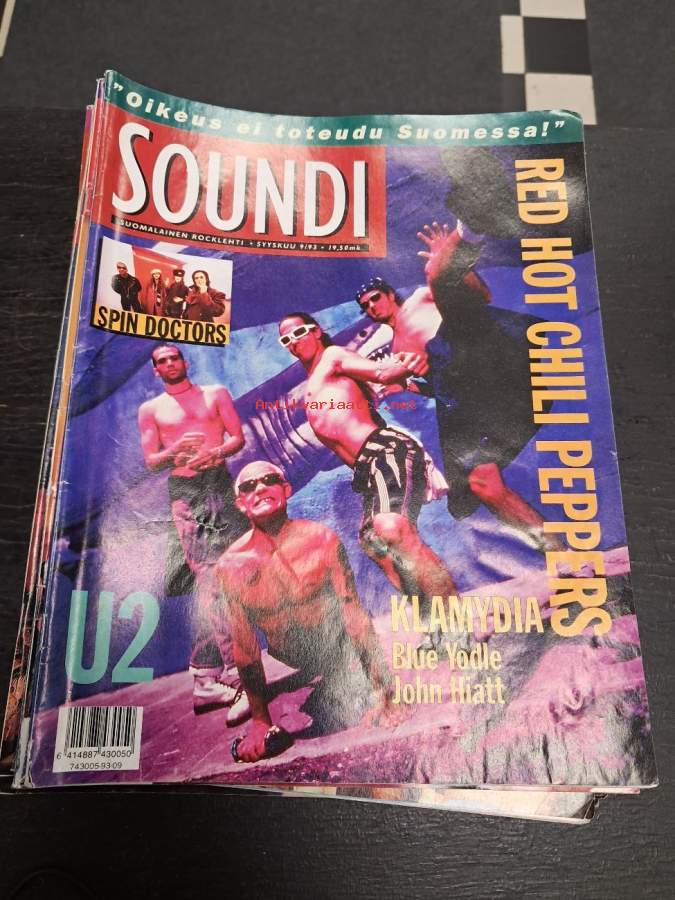 "Oikeus ei toteudu Suomessa!"
SOUNDI
SUOMALAINEN ROCKLEHTI • SYYSKUU 9/93 • 19,50mk
SPIN DOCTORS
RED HOT CHILI PEPPERS
Antikvariaatti.net
U2
KLAMYDIA
Blue Yodle
John Hiatt
6 414887 430050
743005-93-09